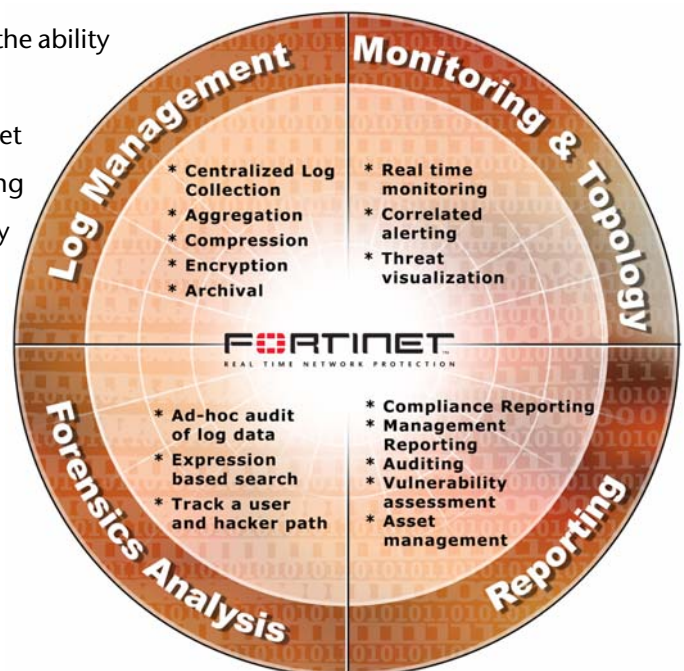 the ability
et
ng
y
Log Management
* Centralized Log
Collection
* Aggregation
* Compression
* Encryption
* Archival
Monitoring & Topology
* Real time
monitoring
* Correlated
alerting
* Threat
visualization
FORTINET
REAL TIME NETWORK PROTECTION
Forensics Analysis
* Ad-hoc audit
of log data
* Expression
based search
* Track a user
and hacker path
Reporting
* Compliance Reporting
* Management
Reporting
* Auditing
* Vulnerability
assessment
* Asset
management